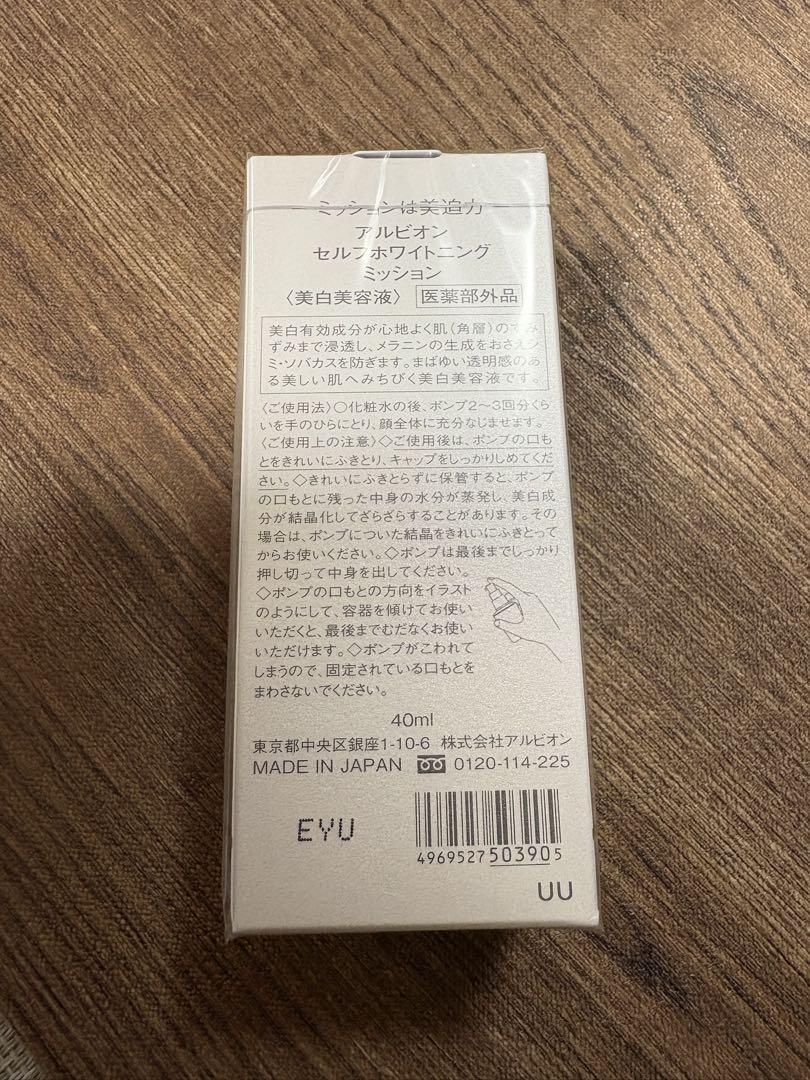 ミッションは美迫力
アルビオン
セルフホワイトニング
ミッション
〈美白美容液〉 医薬部外品
美白有効成分が心地よく肌(角層)のすみ
ずみまで浸透し、メラニンの生成をおさえシ
ミ・ソバカスを防ぎます。まばゆい透明感のあ
る美しい肌へみちびく美白美容液です。
〈ご使用法〉○化粧水の後、ポンプ2〜3回分くら
いを手のひらにとり、顔全体に充分なじませます。
〈ご使用上の注意〉◇ご使用後は、ポンプの口も
とをきれいにふきとり、キャップをしっかりしめてくだ
さい。◇きれいにふきとらずに保管すると、ポンプ
の口もとに残った中身の水分が蒸発し、美白成
分が結晶化してざらざらすることがあります。その
場合は、ポンプについた結晶をきれいにふきとって
からお使いください。◇ポンプは最後までしっかり
押し切って中身を出してください。
◇ポンプの口もとの方向をイラスト
のようにして、容器を傾けてお使い
いただくと、最後までむだなくお使い
いただけます。◇ポンプがこわれて
しまうので、固定されている口もとを
まわさないでください。
40ml
東京都中央区銀座1-10-6 株式会社アルビオン
MADE IN JAPAN 0120-114-225
EYU
4969527503905
UU